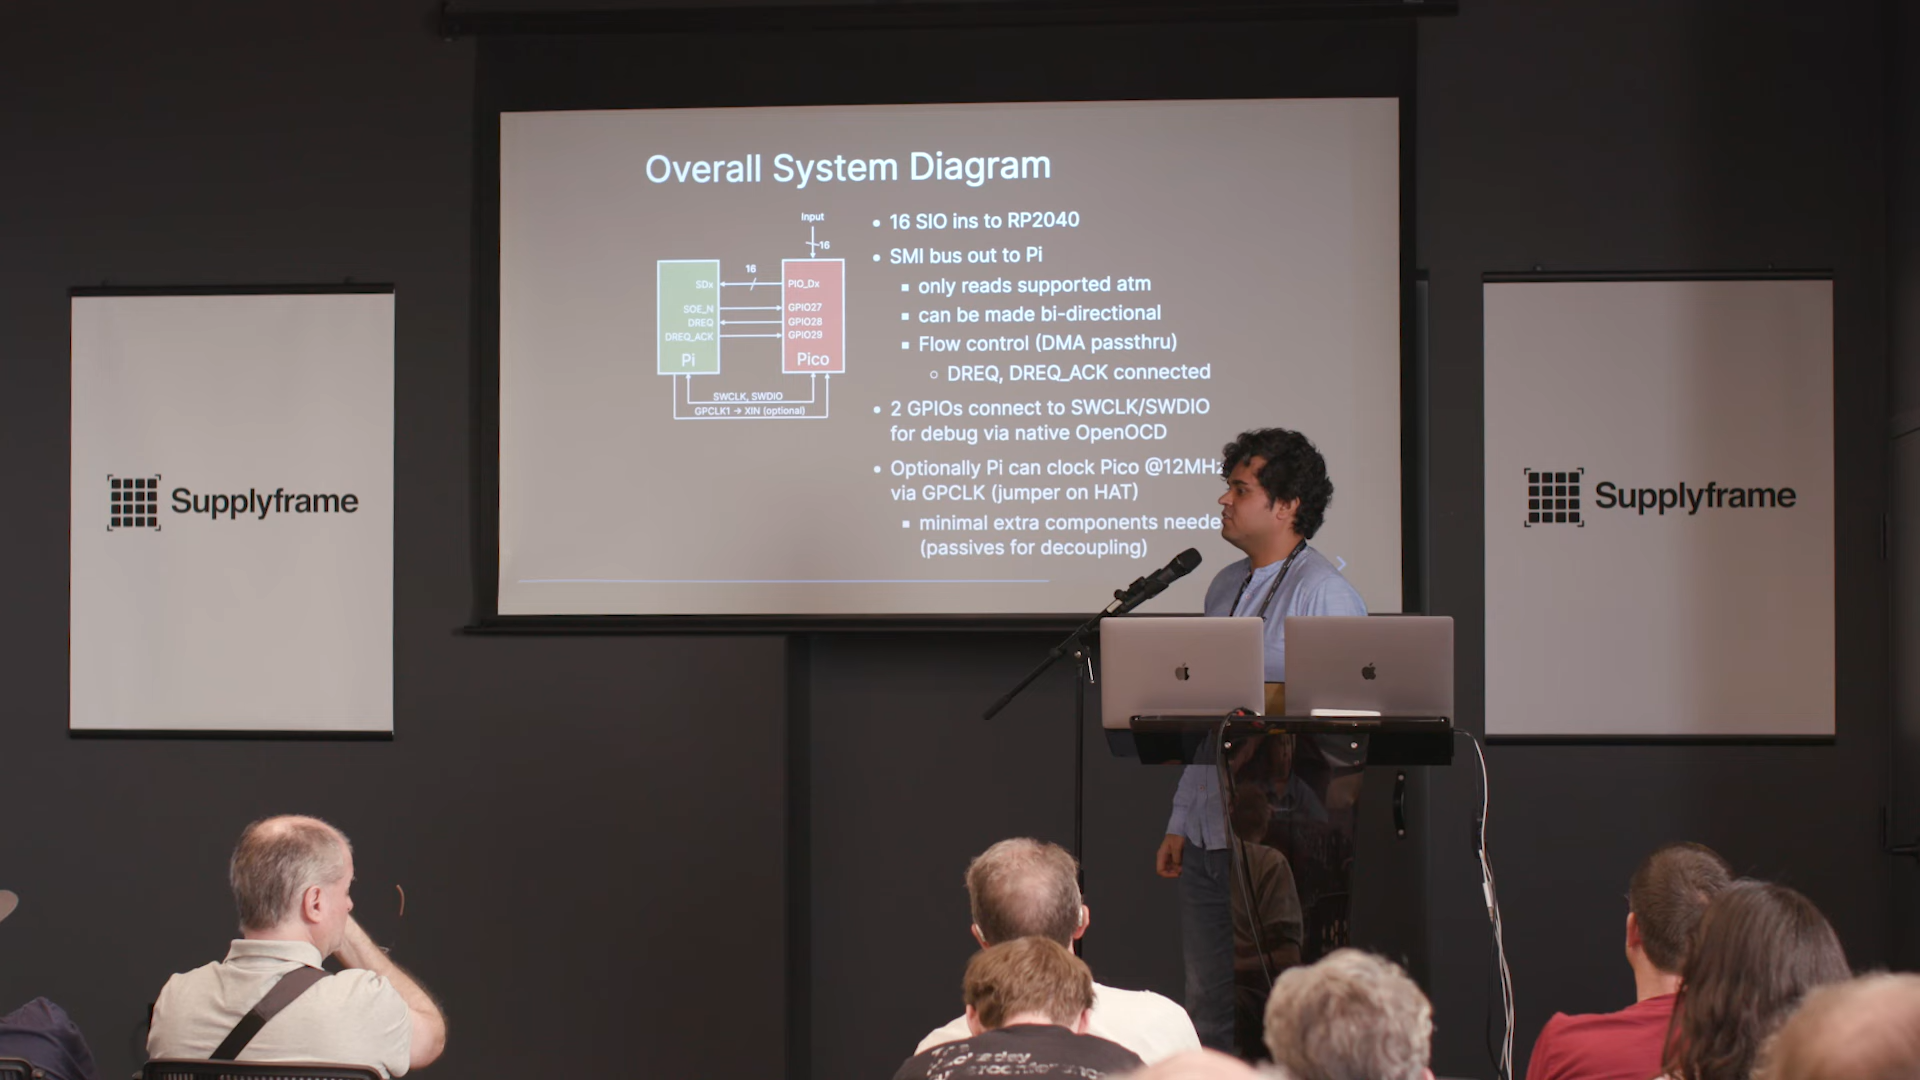 Overall System Diagram
Input
16
16
SDx
PIO_Dx
SOE_N
GPIO27
DREQ
GPIO28
DREQ_ACK
GPIO29
Pi
Pico
SWCLK, SWDIO
GPCLK1 → XIN (optional)
• 16 SIO ins to RP2040
• SMI bus out to Pi
▪ only reads supported atm
▪ can be made bi-directional
▪ Flow control (DMA passthru)
◦ DREQ, DREQ_ACK connected
• 2 GPIOs connect to SWCLK/SWDIO
for debug via native OpenOCD
• Optionally Pi can clock Pico @12MHz
via GPCLK (jumper on HAT)
▪ minimal extra components neede
(passives for decoupling)
Supplyframe
Supplyframe